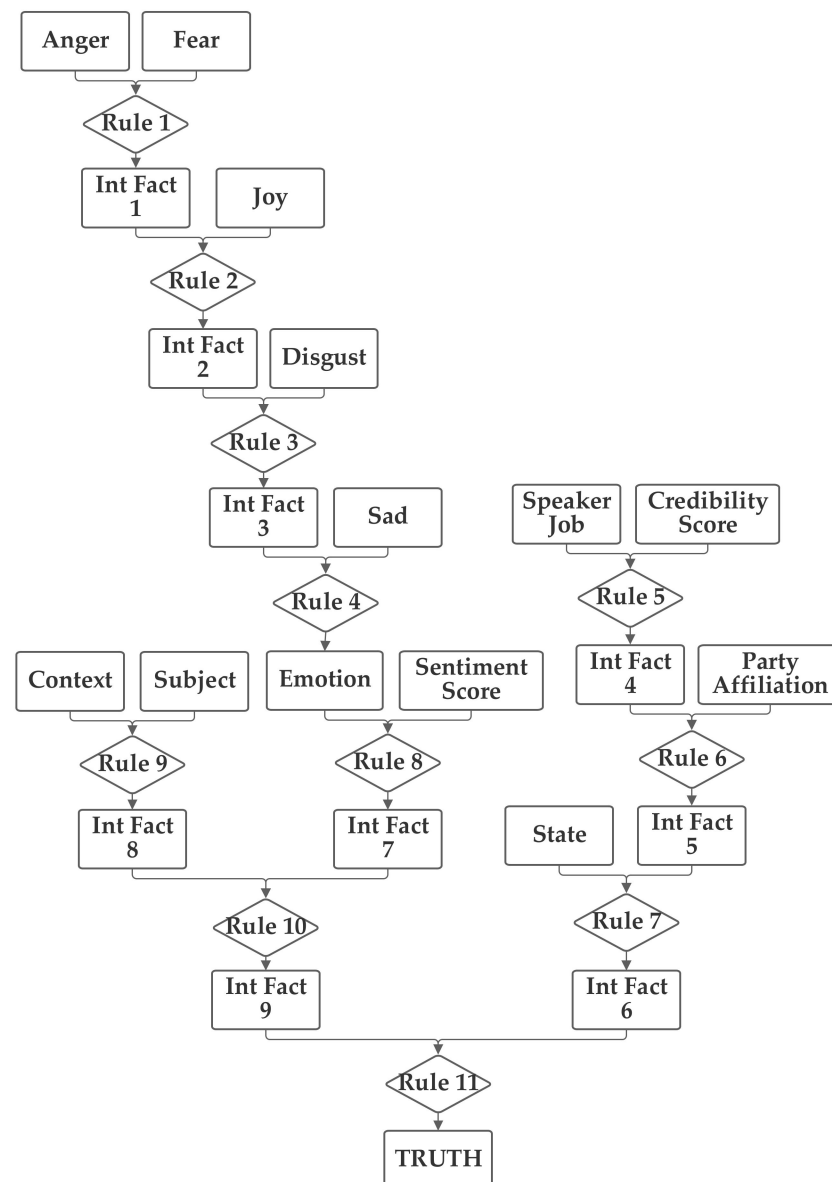 Anger
Fear
Rule 1
Int Fact
1
Joy
Rule 2
Int Fact
2
Disgust
Rule 3
Int Fact
3
Sad
Speaker
Job
Credibility
Score
Rule 4
Rule 5
Context
Subject
Emotion
Sentiment
Score
Int Fact
4
Party
Affiliation
Rule 9
Rule 8
Rule 6
Int Fact
8
Int Fact
7
State
Int Fact
5
Rule 10
Rule 7
Int Fact
9
Int Fact
6
Rule 11
TRUTH